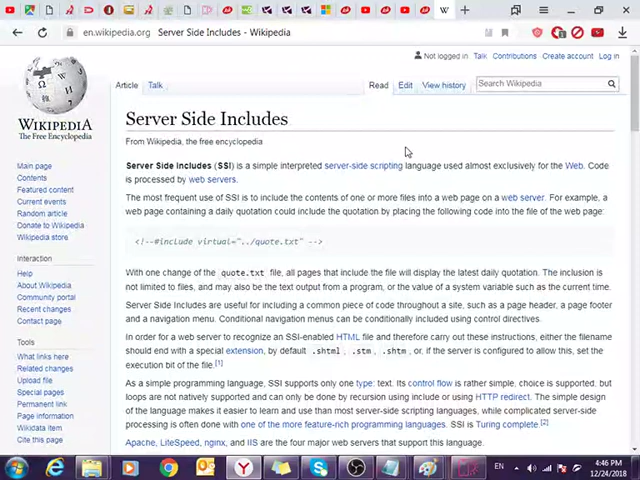 en.wikipedia.org Server Side Includes - Wikipedia
Not logged in Talk Contributions Create account Log in
Article Talk Read Edit View history Search Wikipedia
WIKIPEDIA
The Free Encyclopedia
Server Side Includes
From Wikipedia, the free encyclopedia
Server Side Includes (SSI) is a simple interpreted server-side scripting language used almost exclusively for the Web. Code
is processed by web servers.
The most frequent use of SSI is to include the contents of one or more files into a web page on a web server. For example, a
web page containing a daily quotation could include the quotation by placing the following code into the file of the web page:
<!--#include virtual="../quote.txt" -->
With one change of the quote.txt file, all pages that include the file will display the latest daily quotation. The inclusion is
not limited to files, and may also be the text output from a program, or the value of a system variable such as the current time.
Server Side Includes are useful for including a common piece of code throughout a site, such as a page header, a page footer
and a navigation menu. Conditional navigation menus can be conditionally included using control directives.
In order for a web server to recognize an SSI-enabled HTML file and therefore carry out these instructions, either the filename
should end with a special extension, by default .shtml, .stm, .shtm, or, if the server is configured to allow this, set the
execution bit of the file.[1]
As a simple programming language, SSI supports only one type: text. Its control flow is rather simple, choice is supported, but
loops are not natively supported and can only be done by recursion using include or using HTTP redirect. The simple design
of the language makes it easier to learn and use than most server-side scripting languages, while complicated server-side
processing is often done with one of the more feature-rich programming languages. SSI is Turing complete.[2]
Apache, LiteSpeed, nginx, and IIS are the four major web servers that support this language.
Main page
Contents
Featured content
Current events
Random article
Donate to Wikipedia
Wikipedia store
Interaction
Help
About Wikipedia
Community portal
Recent changes
Contact page
Tools
What links here
Related changes
Upload file
Special pages
Permanent link
Page information
Wikidata item
Cite this page
EN
4:46 PM
12/24/2018